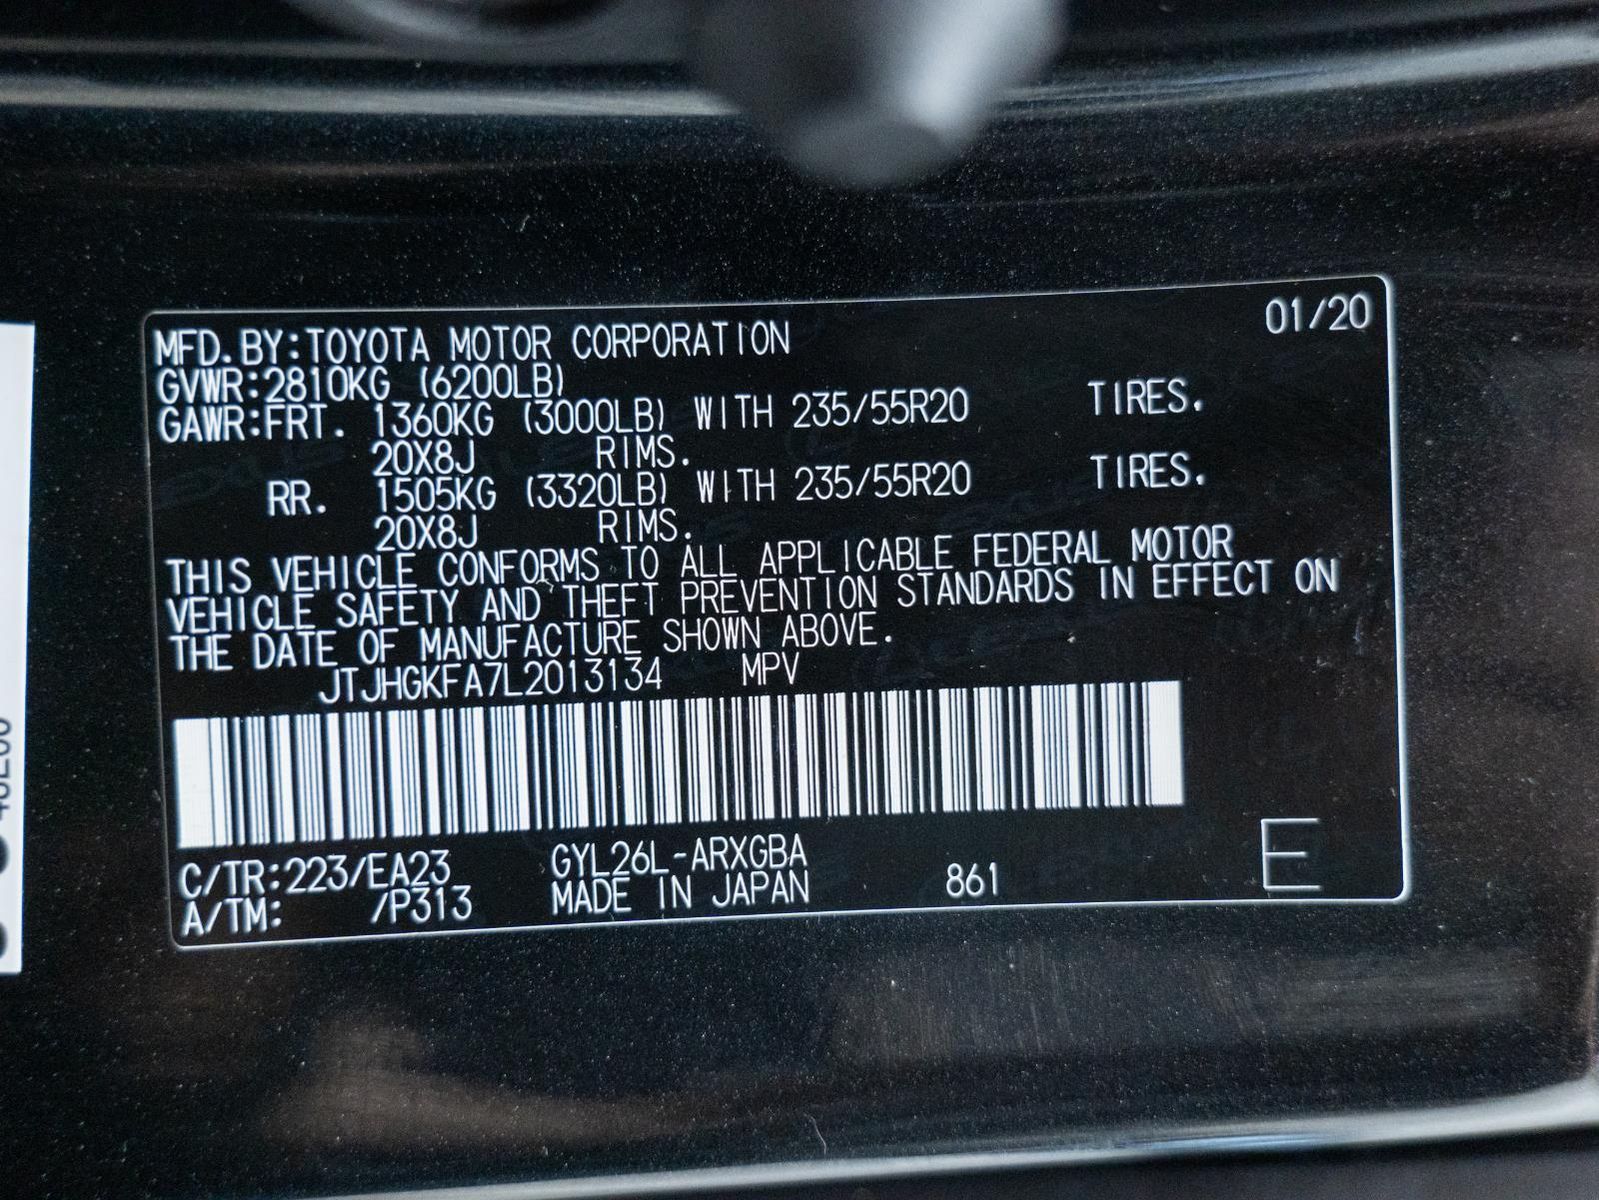 01/20
MFD.BY:TOYOTA MOTOR CORPORATION
GVWR:2810KG (6200LB)
GAWR:FRT. 1360KG (3000LB) WITH 235/55R20 TIRES.
20X8J RIMS.
RR. 1505KG (3320LB) WITH 235/55R20 TIRES.
20X8J RIMS.
THIS VEHICLE CONFORMS TO ALL APPLICABLE FEDERAL MOTOR
VEHICLE SAFETY AND THEFT PREVENTION STANDARDS IN EFFECT ON
THE DATE OF MANUFACTURE SHOWN ABOVE.
JTJHGKFA7L2013134 MPV
C/TR:223/EA23 GYL26L-ARXGBA
A/TM: /P313 MADE IN JAPAN 861 E